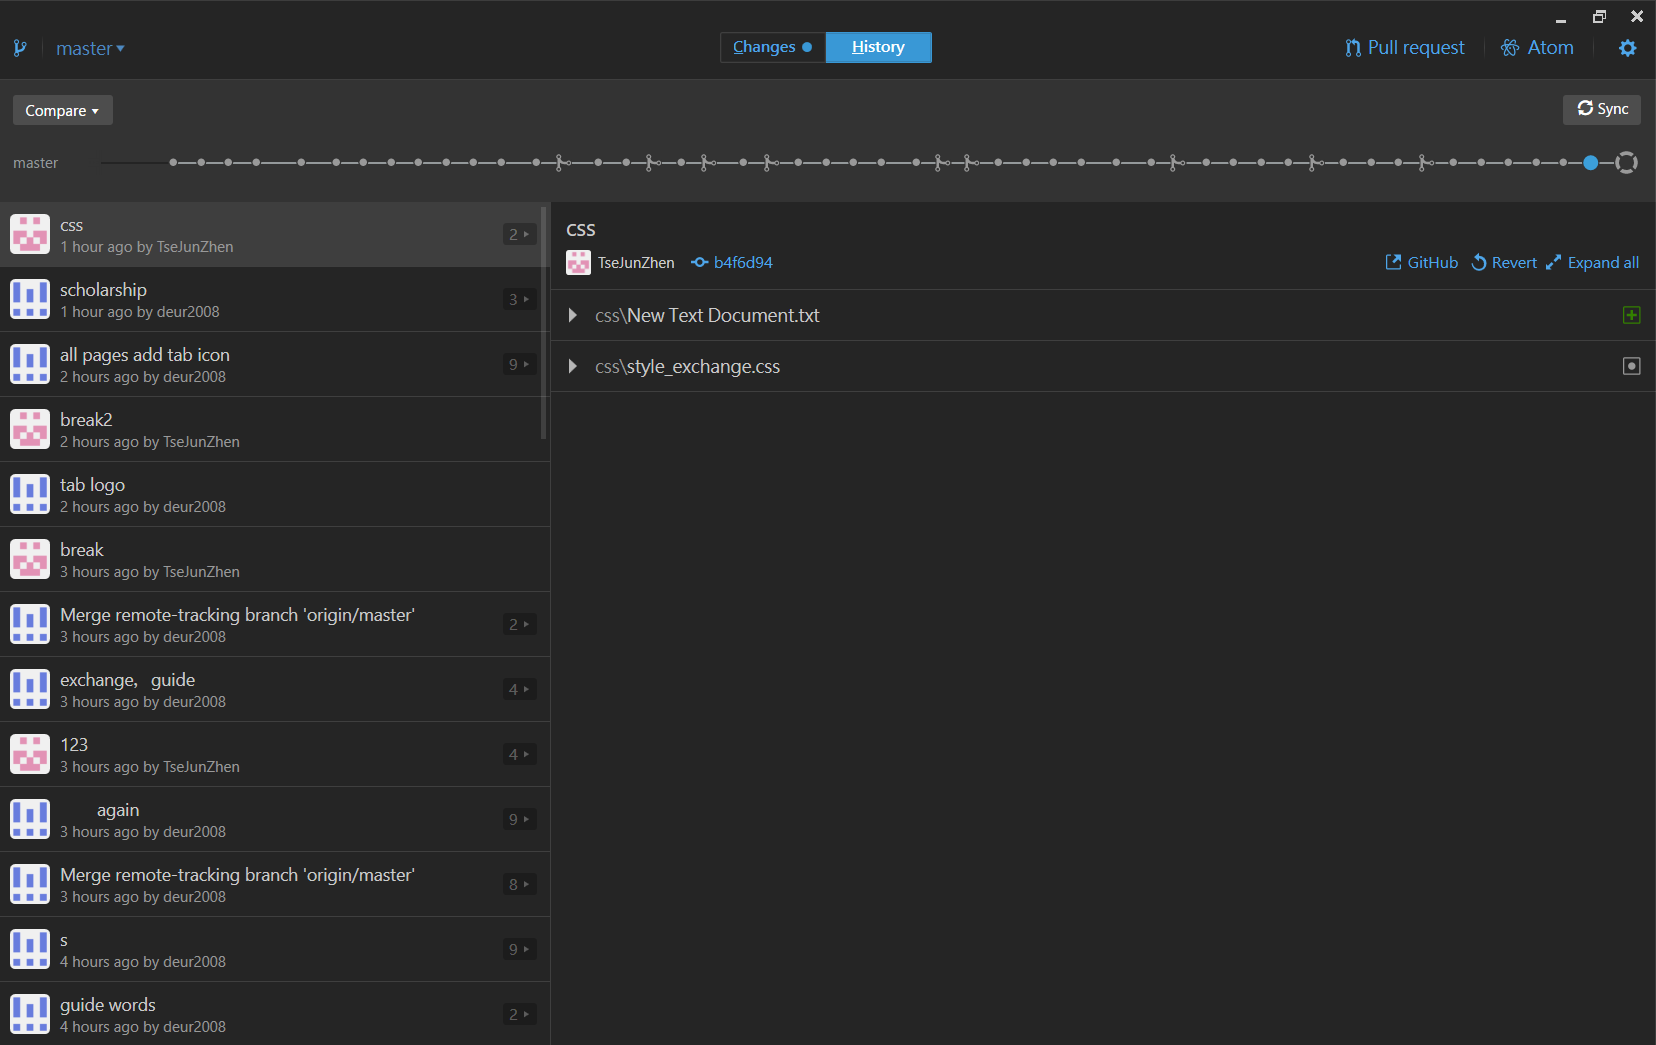 master
Changes
History
Pull request
Atom
Compare
Sync
master
css
1 hour ago by TseJunZhen
2
scholarship
1 hour ago by deur2008
3
all pages add tab icon
2 hours ago by deur2008
9
break2
2 hours ago by TseJunZhen
tab logo
2 hours ago by deur2008
break
3 hours ago by TseJunZhen
Merge remote-tracking branch 'origin/master'
3 hours ago by deur2008
2
exchange，guide
3 hours ago by deur2008
4
123
3 hours ago by TseJunZhen
4
again
3 hours ago by deur2008
9
Merge remote-tracking branch 'origin/master'
3 hours ago by deur2008
8
s
4 hours ago by deur2008
9
guide words
4 hours ago by deur2008
2
css
TseJunZhen b4f6d94
GitHub Revert Expand all
css\New Text Document.txt
css\style_exchange.css